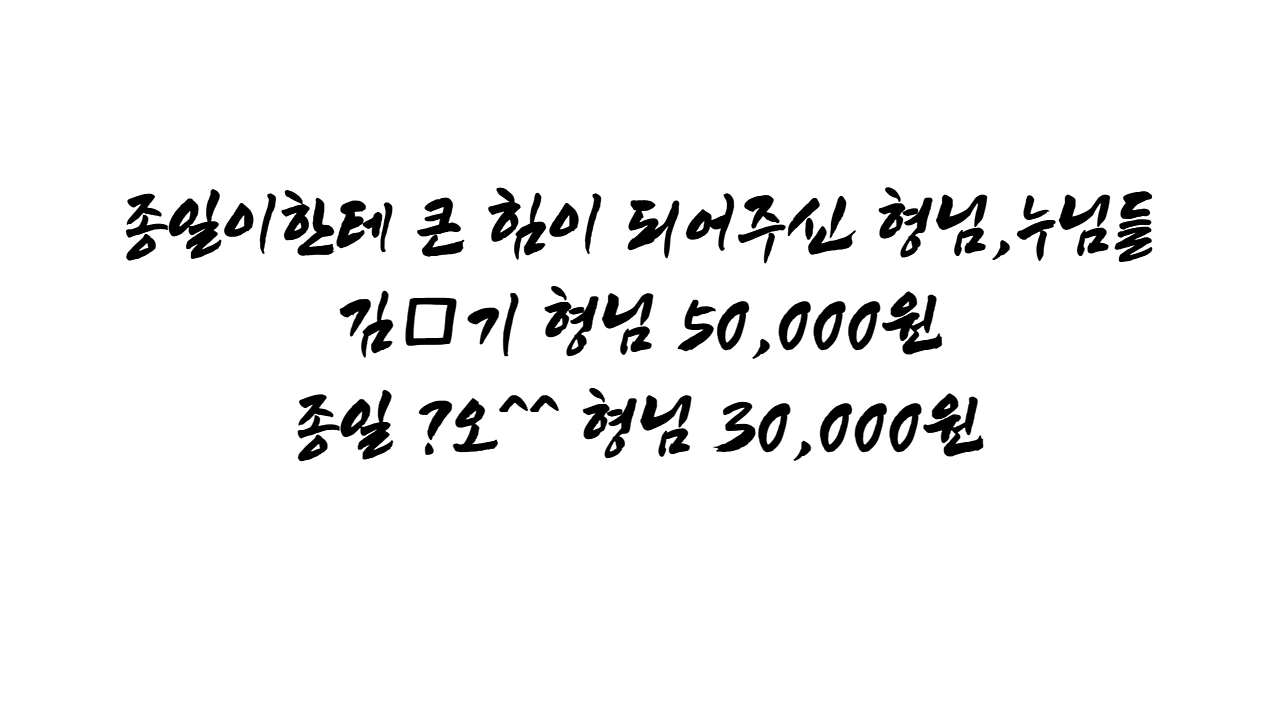 종일이한테 큰 힘이 되어주신 형님,누님들
김□기 형님 50,000원
종일 ?오^^ 형님 30,000원